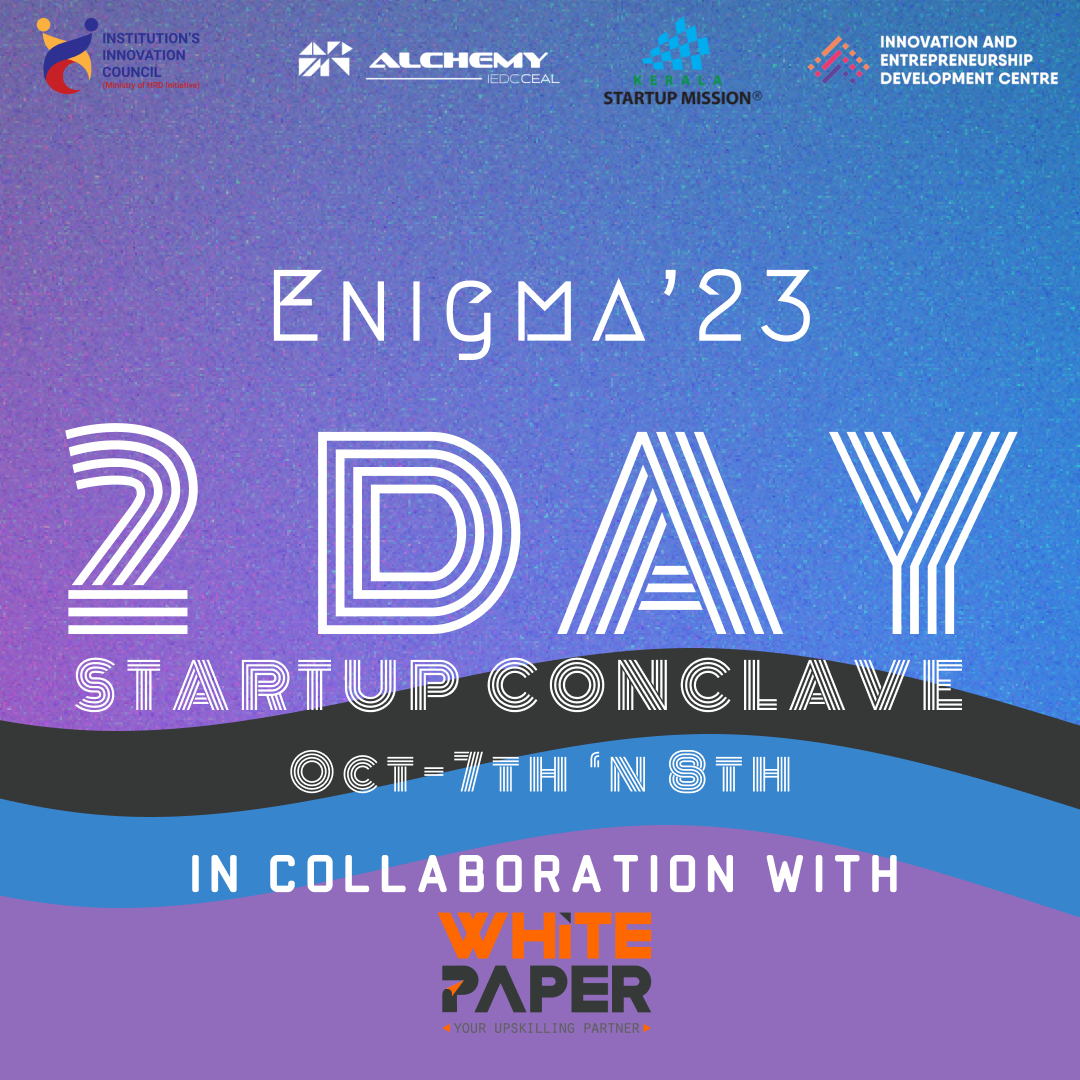 INSTITUTION'S
INNOVATION
COUNCIL
(Ministry of HRD Initiative)
ALCHEMY
IEDCCEAL
KERALA
STARTUP MISSION®
INNOVATION AND
ENTREPRENEURSHIP
DEVELOPMENT CENTRE
ENIGMA'23
2 DAY
STARTUP CONCLAVE
OCT-7TH ‘N 8TH
IN COLLABORATION WITH
WHiTE
PAPER
YOUR UPSKILLING PARTNER